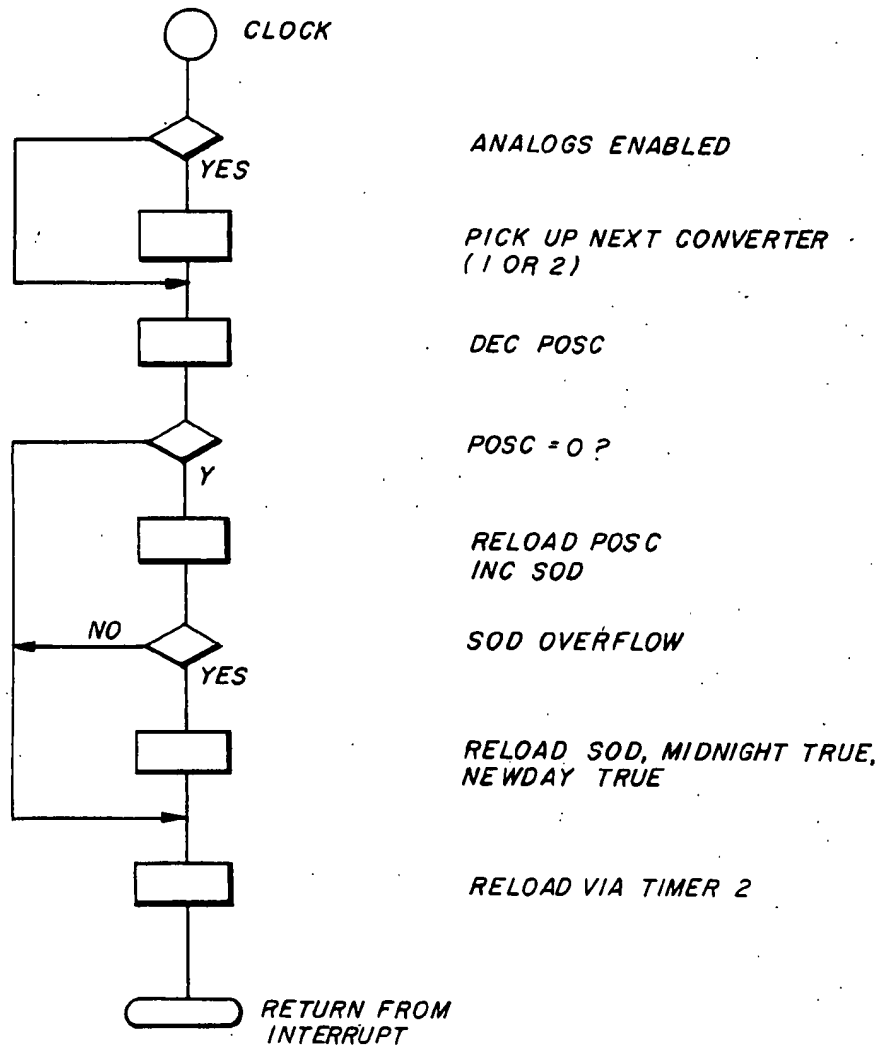 CLOCK
YES
ANALOGS ENABLED
PICK UP NEXT CONVERTER
(1 OR 2)
DEC POSC
POSC = 0 ?
Y
RELOAD POSC
INC SOD
NO
SOD OVERFLOW
YES
RELOAD SOD, MIDNIGHT TRUE,
NEWDAY TRUE
RELOAD VIA TIMER 2
RETURN FROM
INTERRUPT